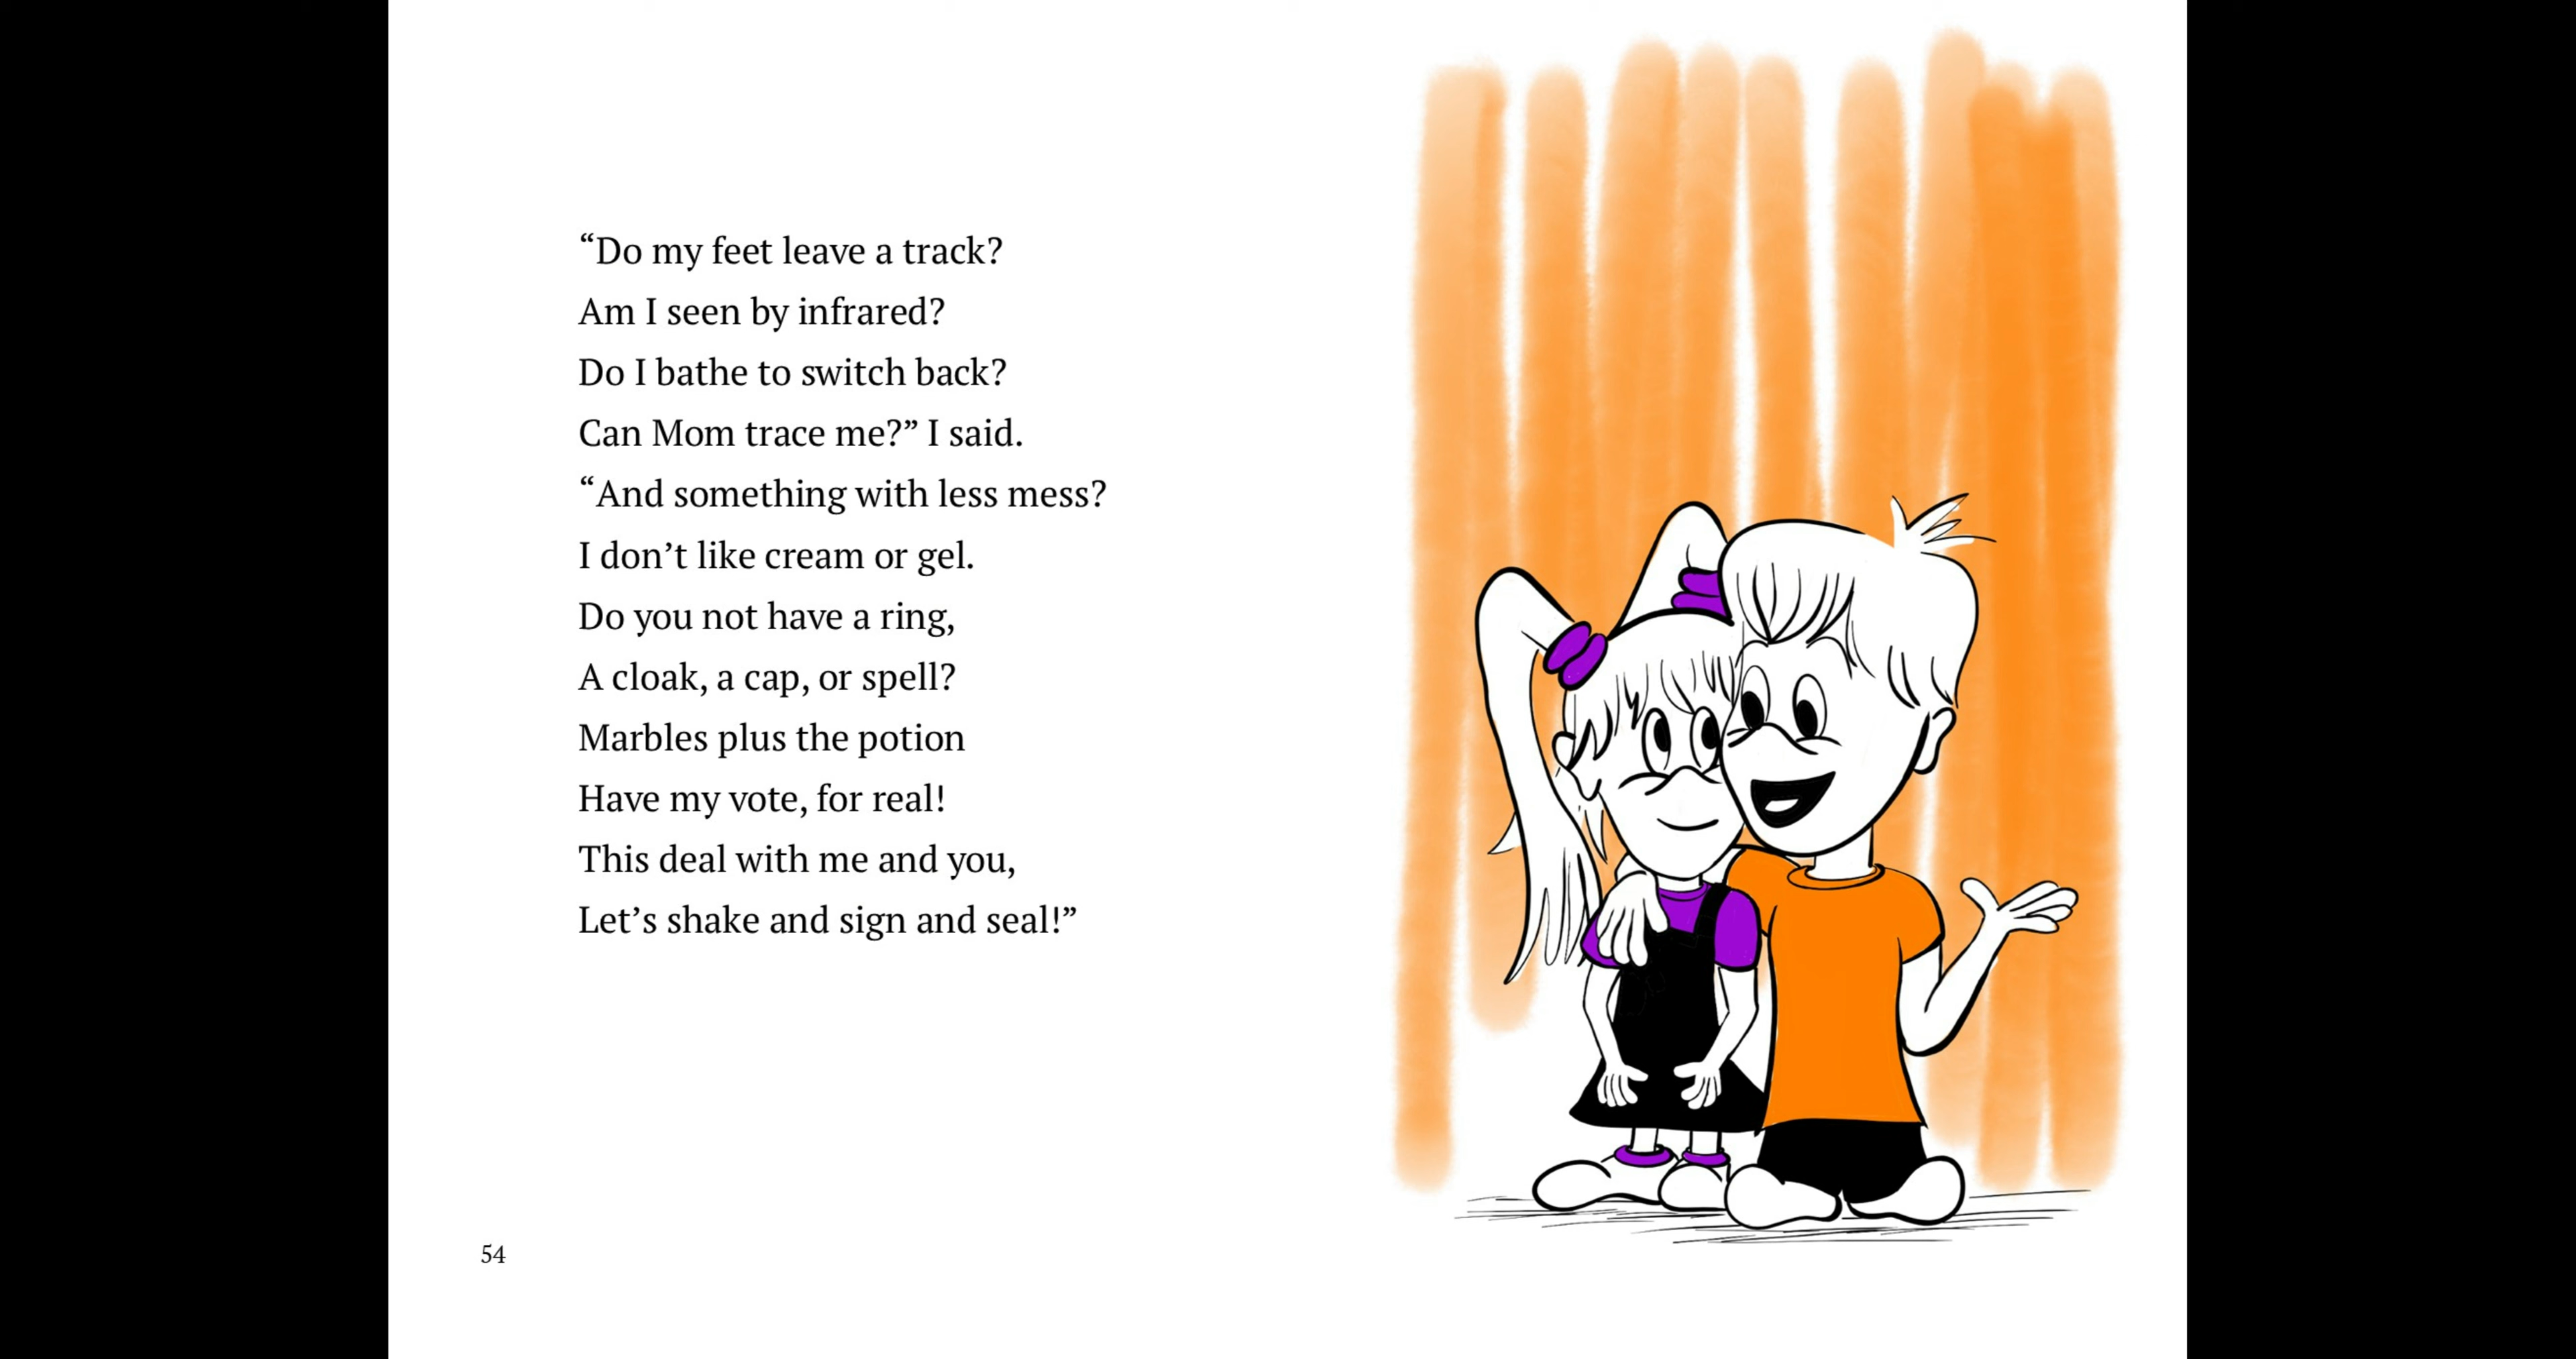 “Do my feet leave a track?
Am I seen by infrared?
Do I bathe to switch back?
Can Mom trace me?” I said.
“And something with less mess?
I don’t like cream or gel.
Do you not have a ring,
A cloak, a cap, or spell?
Marbles plus the potion
Have my vote, for real!
This deal with me and you,
Let’s shake and sign and seal!”
54